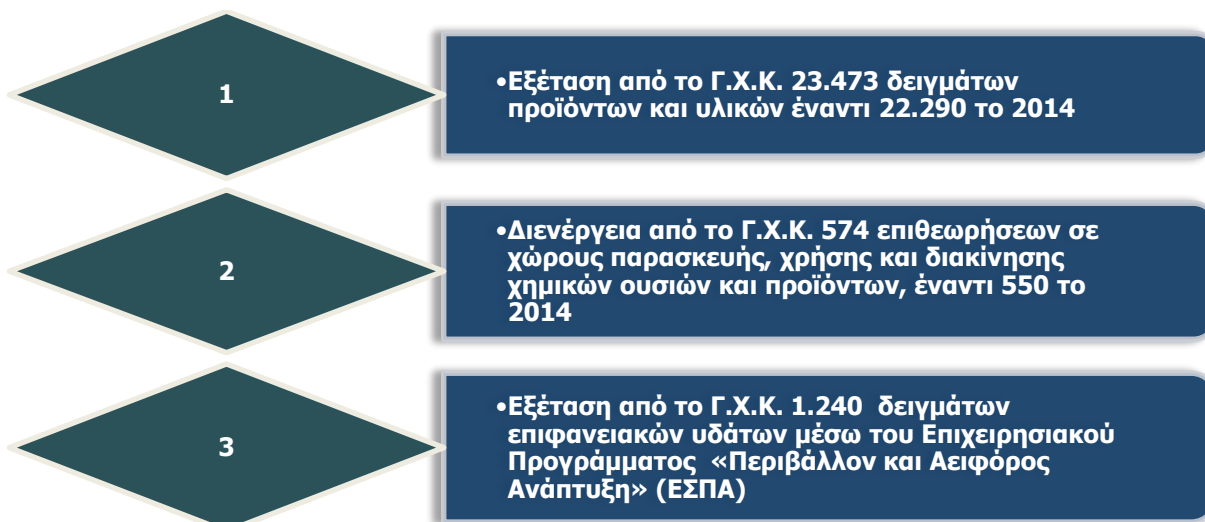 1
•Εξέταση από το Γ.Χ.Κ. 23.473 δειγμάτων
προϊόντων και υλικών έναντι 22.290 το 2014
2
•Διενέργεια από το Γ.Χ.Κ. 574 επιθεωρήσεων σε
χώρους παρασκευής, χρήσης και διακίνησης
χημικών ουσιών και προϊόντων, έναντι 550 το
2014
3
•Εξέταση από το Γ.Χ.Κ. 1.240 δειγμάτων
επιφανειακών υδάτων μέσω του Επιχειρησιακού
Προγράμματος «Περιβάλλον και Αειφόρος
Ανάπτυξη» (ΕΣΠΑ)